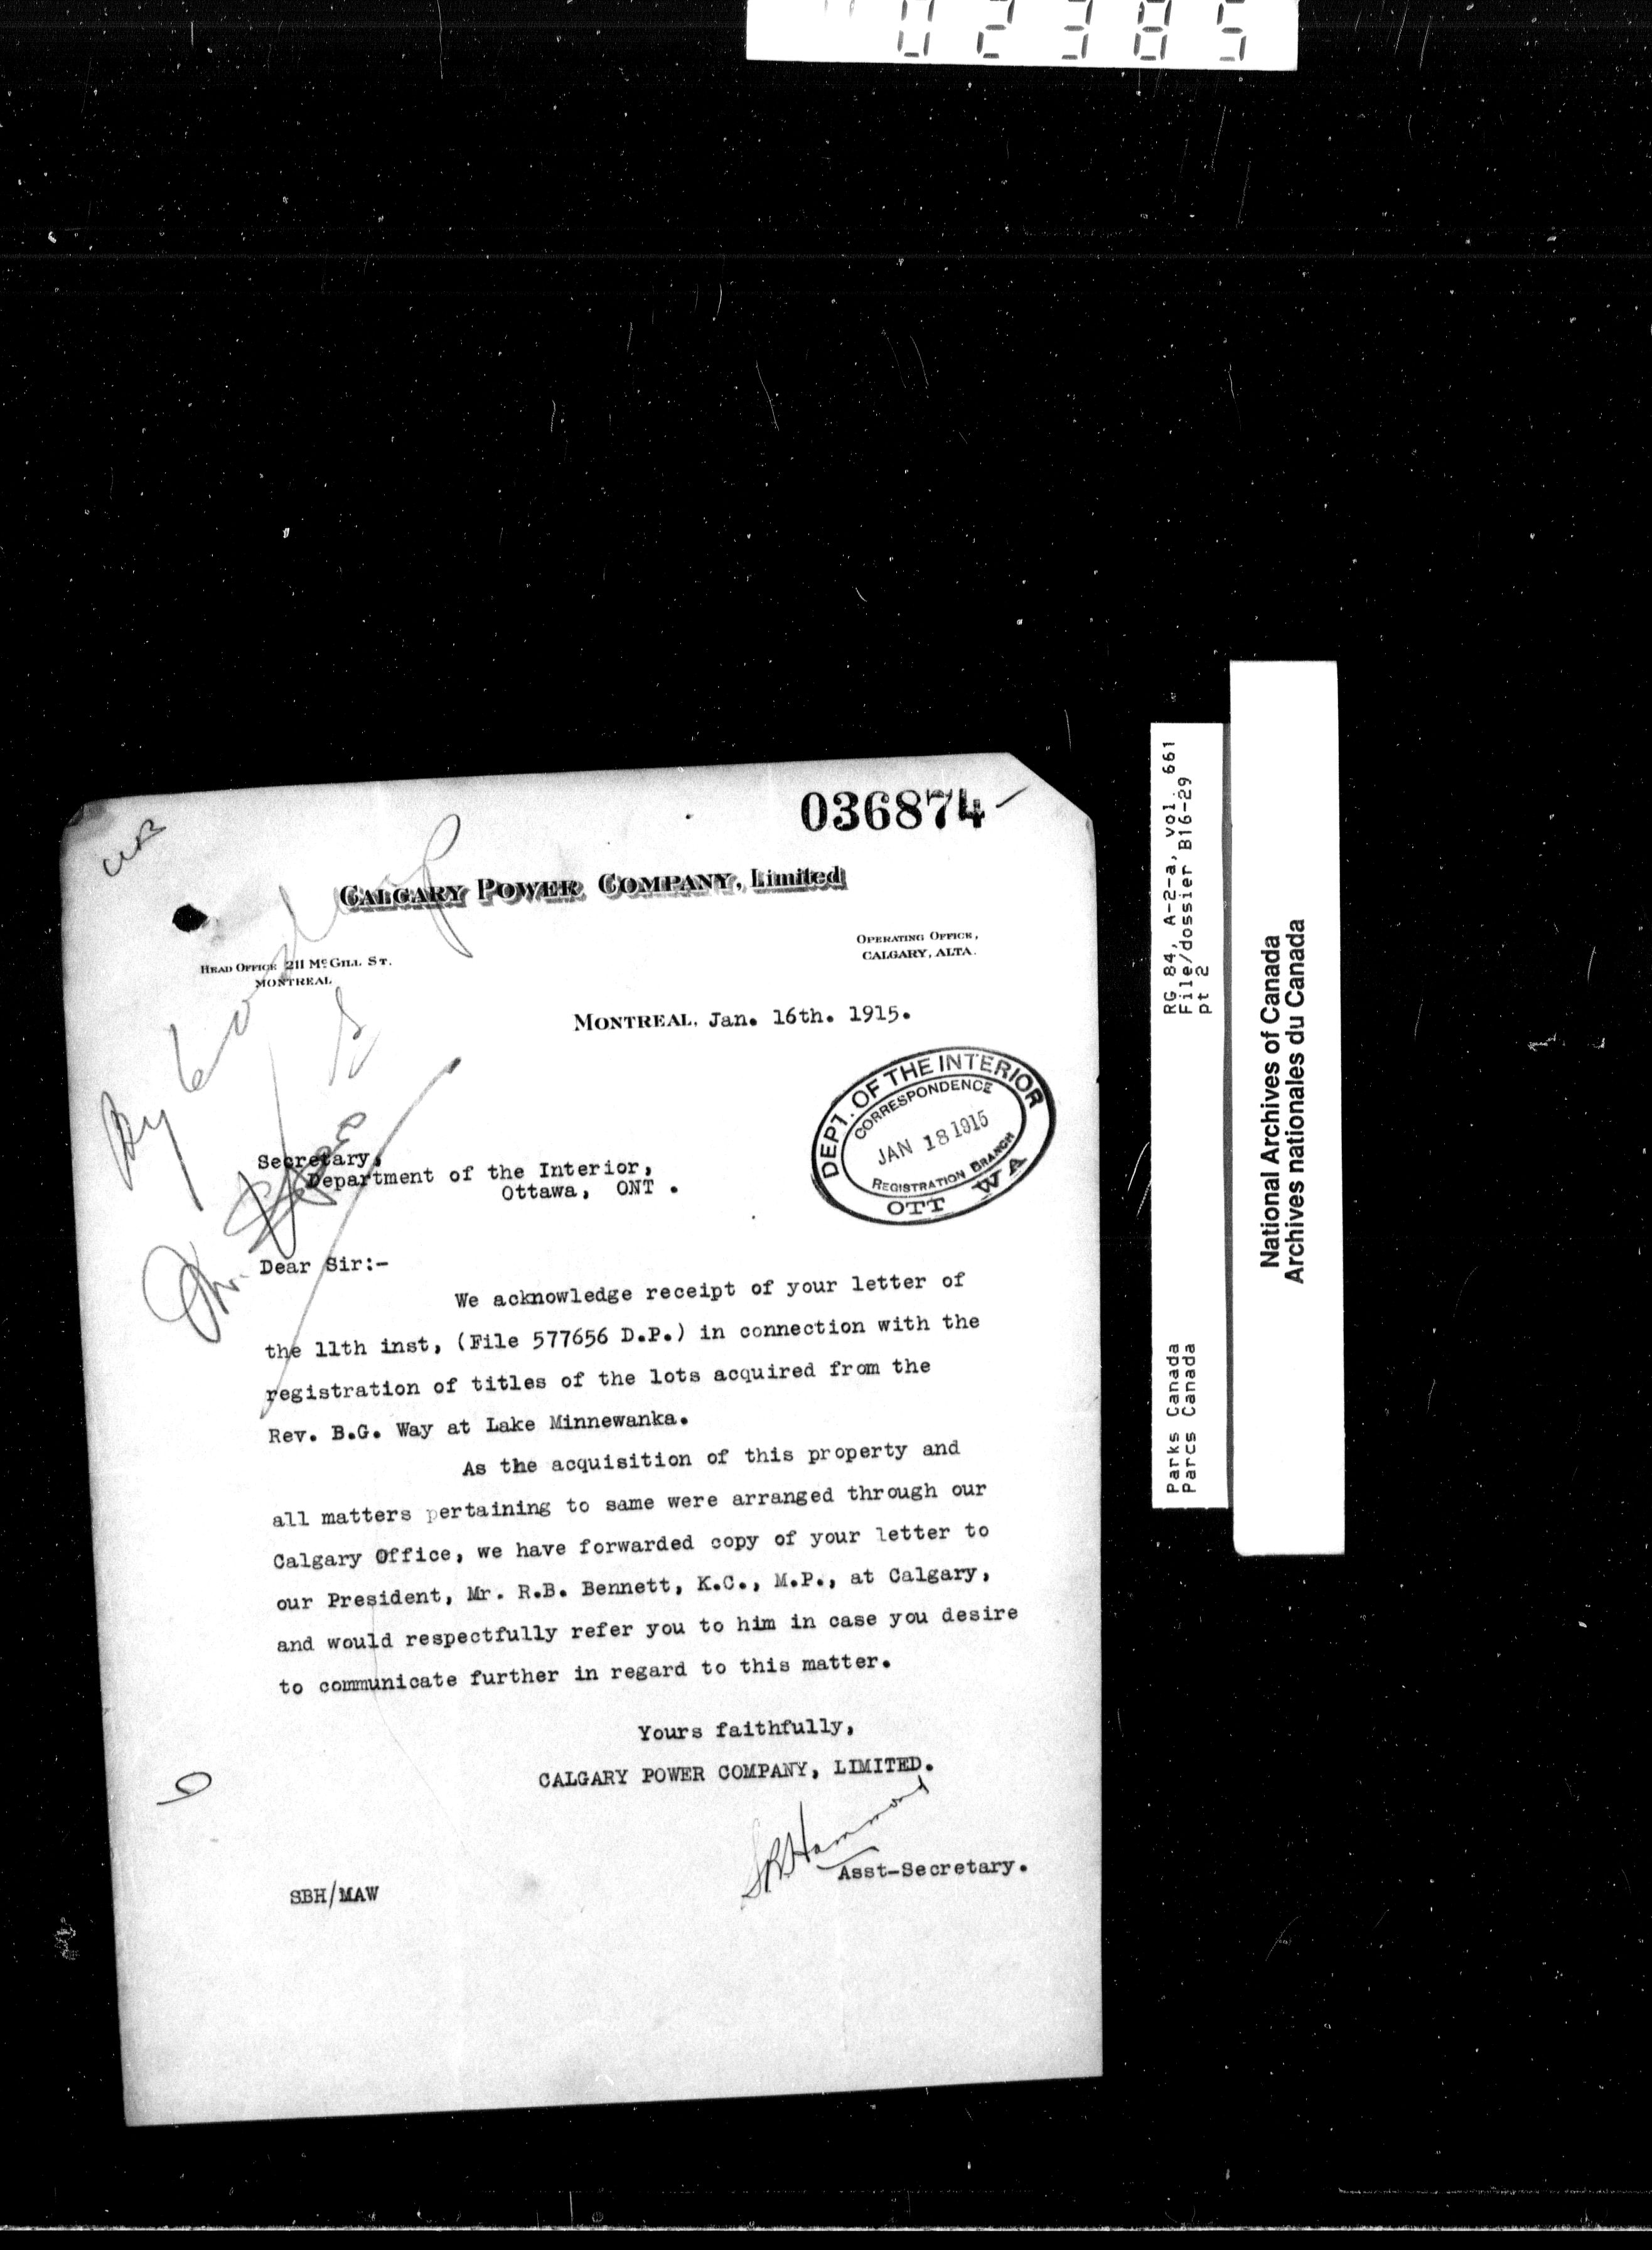 036874
CALGARY POWER COMPANY, Limited
OPERATING OFFICE,
CALGARY, ALTA.
HEAD OFFICE 211 McGILL ST.
MONTREAL
MONTREAL, Jan. 16th. 1915.
DEPT. OF THE INTERIOR
CORRESPONDENCE
JAN 18 1915
REGISTRATION BRANCH
OTT WA
Secretary,
Department of the Interior,
Ottawa, ONT .
Dear Sir:-
We acknowledge receipt of your letter of
the 11th inst, (File 577656 D.P.) in connection with the
registration of titles of the lots acquired from the
Rev. B.G. Way at Lake Minnewanka.
As the acquisition of this property and
all matters pertaining to same were arranged through our
Calgary Office, we have forwarded copy of your letter to
our President, Mr. R.B. Bennett, K.C., M.P., at Calgary,
and would respectfully refer you to him in case you desire
to communicate further in regard to this matter.
Yours faithfully,
CALGARY POWER COMPANY, LIMITED.
SBHammond
Asst-Secretary.
SBH/MAW
RG 84, A-2-a, vol. 661
File/dossier B16-29
pt 2
Parks Canada
Parcs Canada
National Archives of Canada
Archives nationales du Canada